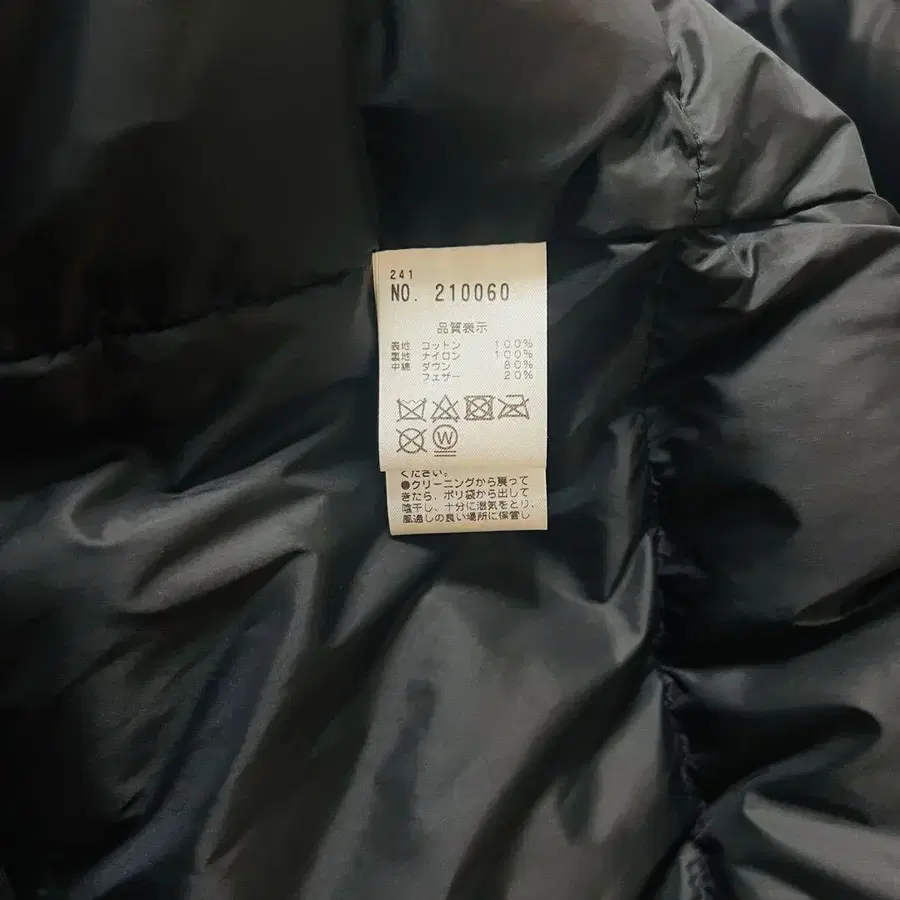 241
NO. 210060
品質表示
表地 コットン 100%
裏地 ナイロン 100%
中綿 ダウン 80%
フェザー 20%
W
ください。
●クリーニングから戻って
きたら、ポリ袋から出して
陰干し、十分に湿気をとり、
風通しの良い場所に保管し